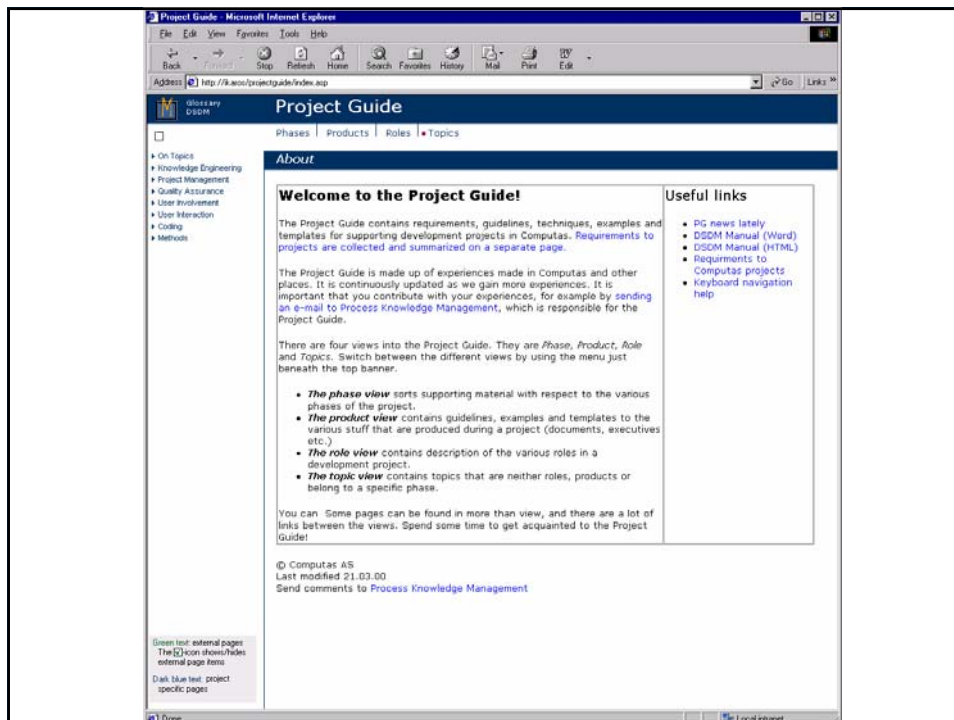 Project Guide - Microsoft Internet Explorer
File Edit View Favorites Tools Help
Back Forward Stop Refresh Home Search Favorites History Mail Print Edit
Address http://ik.aros/projectguide/index.asp Go Links »
Glossary
DSDM
Project Guide
Phases Products Roles Topics
On Topics
Knowledge Engineering
Project Management
Quality Assurance
User Involvement
User Interaction
Coding
Methods
About
Welcome to the Project Guide!
The Project Guide contains requirements, guidelines, techniques, examples and
templates for supporting development projects in Computas. Requirements to
projects are collected and summarized on a separate page.
The Project Guide is made up of experiences made in Computas and other
places. It is continuously updated as we gain more experiences. It is
important that you contribute with your experiences, for example by sending
an e-mail to Process Knowledge Management, which is responsible for the
Project Guide.
There are four views into the Project Guide. They are Phase, Product, Role
and Topics. Switch between the different views by using the menu just
beneath the top banner.
• The phase view sorts supporting material with respect to the various
phases of the project.
• The product view contains guidelines, examples and templates to the
various stuff that are produced during a project (documents, executives
etc.)
• The role view contains description of the various roles in a
development project.
• The topic view contains topics that are neither roles, products or
belong to a specific phase.
You can Some pages can be found in more than view, and there are a lot of
links between the views. Spend some time to get acquainted to the Project
Guide!
Useful links
• PG news lately
• DSDM Manual (Word)
• DSDM Manual (HTML)
• Requirments to
Computas projects
• Keyboard navigation
help
© Computas AS
Last modified 21.03.00
Send comments to Process Knowledge Management
Green text: external pages
The icon shows/hides
external page items
Dark blue text: project
specific pages
Done Local intranet